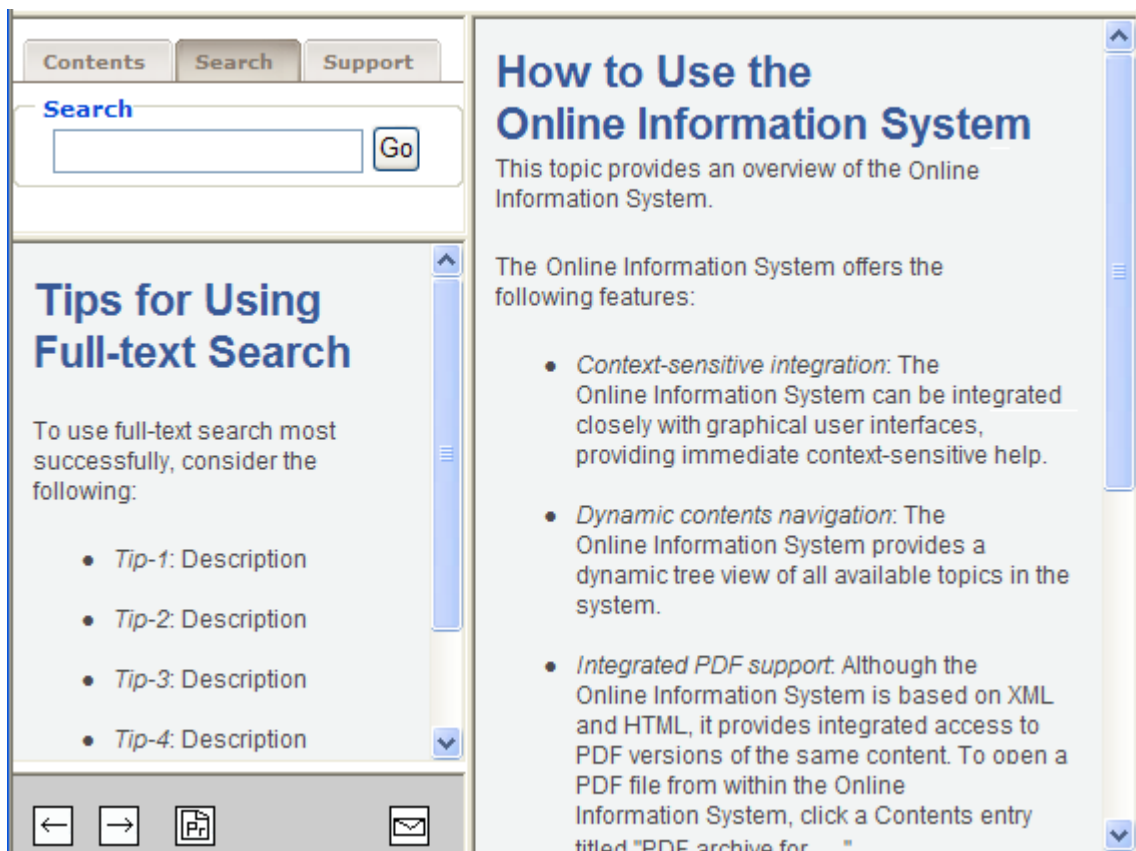 Contents Search Support
Search
Go
Tips for Using
Full-text Search
To use full-text search most
successfully, consider the
following:
• Tip-1: Description
• Tip-2: Description
• Tip-3: Description
• Tip-4: Description
Pr
How to Use the
Online Information System
This topic provides an overview of the Online
Information System.
The Online Information System offers the
following features:
• Context-sensitive integration: The
Online Information System can be integrated
closely with graphical user interfaces,
providing immediate context-sensitive help.
• Dynamic contents navigation: The
Online Information System provides a
dynamic tree view of all available topics in the
system.
• Integrated PDF support: Although the
Online Information System is based on XML
and HTML, it provides integrated access to
PDF versions of the same content. To open a
PDF file from within the Online
Information System, click a Contents entry
titled "PDF archive for ... "